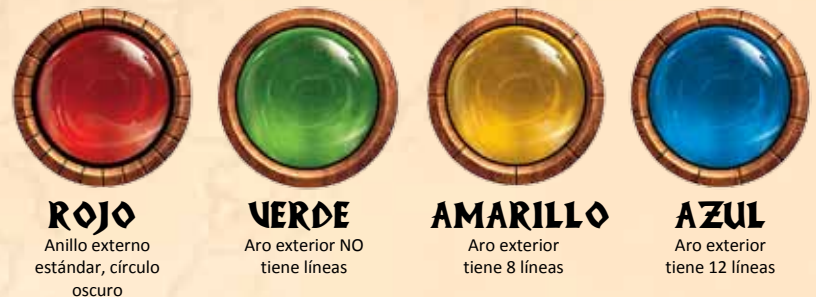 ROJO
Anillo externo
estándar, círculo
oscuro
VERDE
Aro exterior NO
tiene líneas
AMARILLO
Aro exterior
tiene 8 líneas
AZUL
Aro exterior
tiene 12 líneas